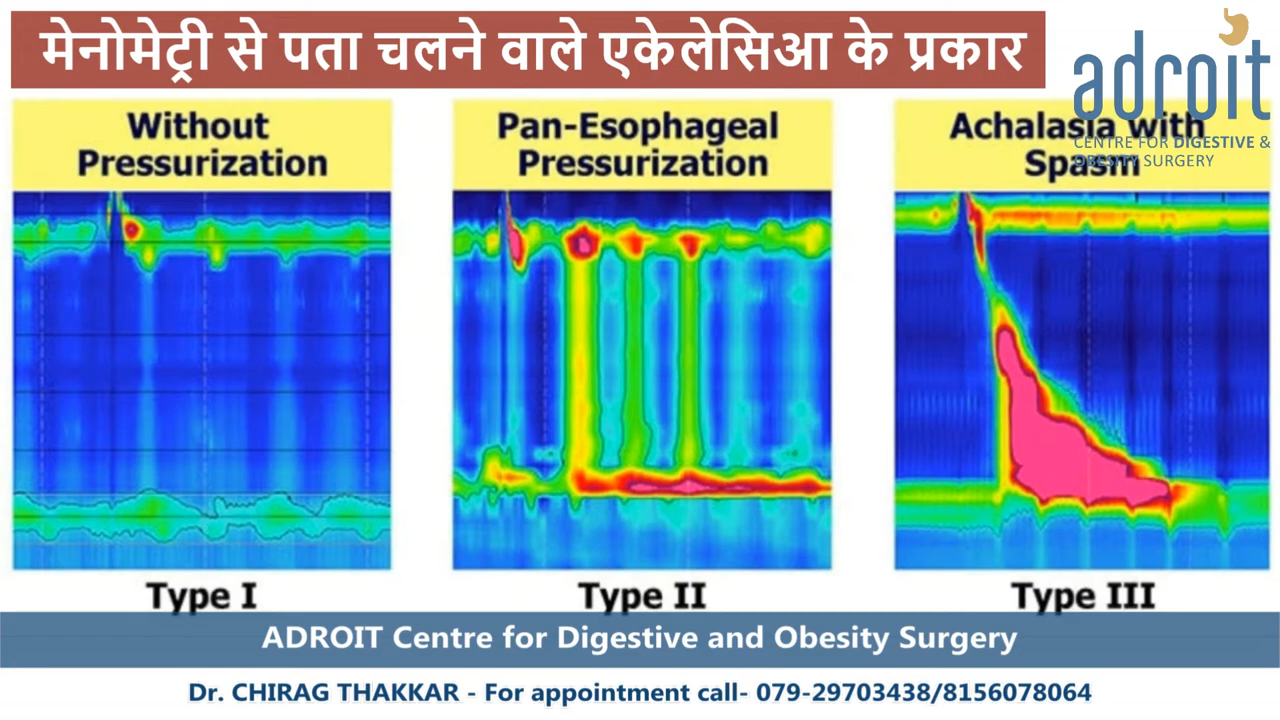 मेनोमेट्री से पता चलने वाले एकेलेसिआ के प्रकार
adroit
CENTRE FOR DIGESTIVE &
OBESITY SURGERY
Without
Pressurization
Pan-Esophageal
Pressurization
Achalasia with
Spasm
Type I
Type II
Type III
ADROIT Centre for Digestive and Obesity Surgery
Dr. CHIRAG THAKKAR - For appointment call- 079-29703438/8156078064